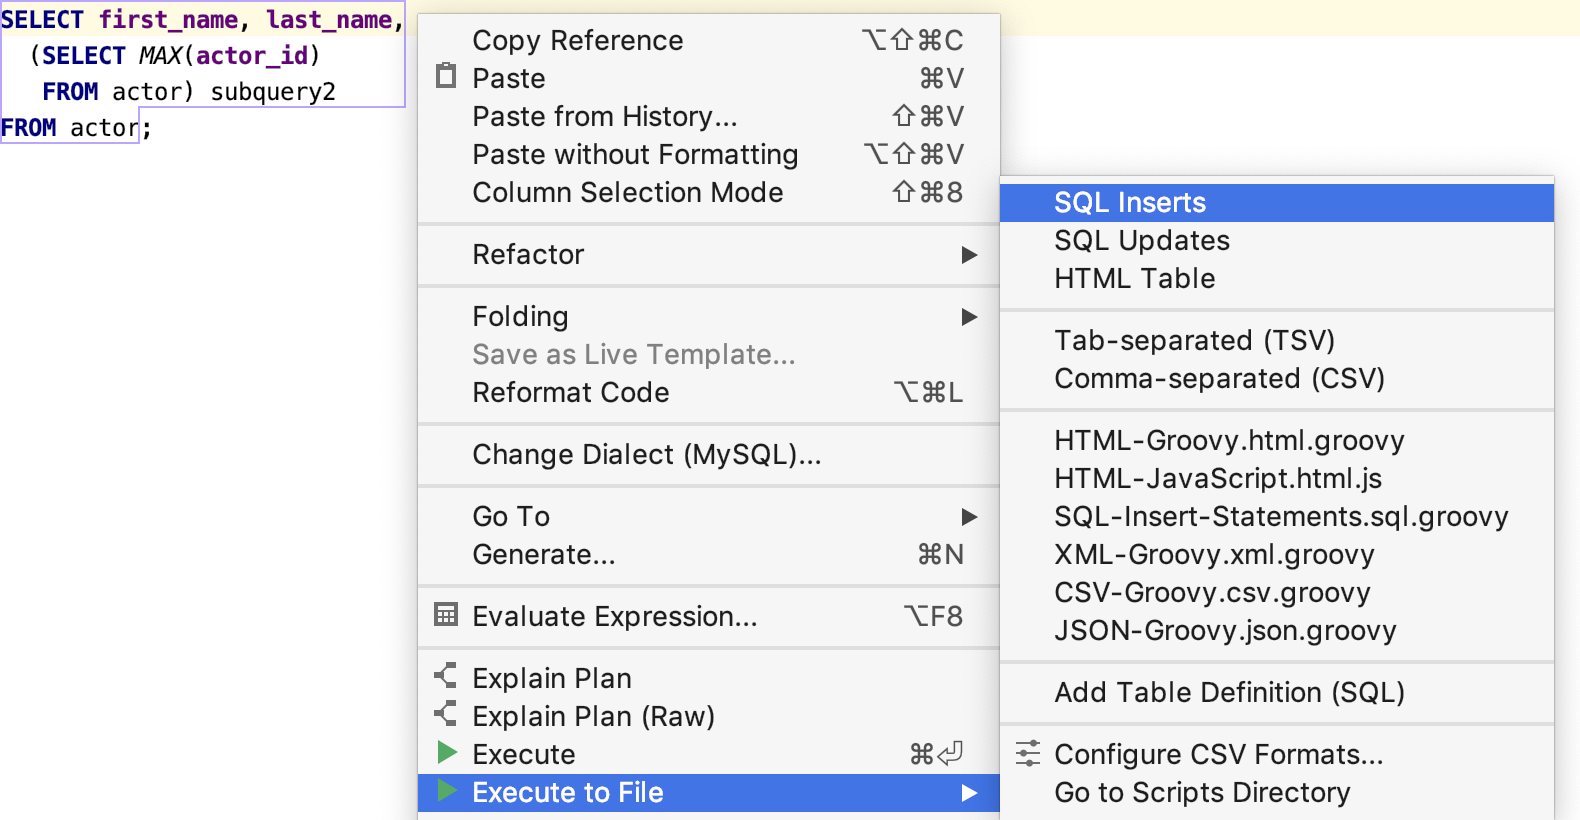 SELECT first_name, last_name,
(SELECT MAX(actor_id)
FROM actor) subquery2
FROM actor;
Copy Reference ⌥⇧⌘C
Paste ⌘V
Paste from History... ⇧⌘V
Paste without Formatting ⌥⇧⌘V
Column Selection Mode ⇧⌘8
Refactor ▶
Folding ▶
Save as Live Template...
Reformat Code ⌥⌘L
Change Dialect (MySQL)...
Go To ▶
Generate... ⌘N
Evaluate Expression... ⌥F8
Explain Plan
Explain Plan (Raw)
Execute ⌘⏎
Execute to File ▶
SQL Inserts
SQL Updates
HTML Table
Tab-separated (TSV)
Comma-separated (CSV)
HTML-Groovy.html.groovy
HTML-JavaScript.html.js
SQL-Insert-Statements.sql.groovy
XML-Groovy.xml.groovy
CSV-Groovy.csv.groovy
JSON-Groovy.json.groovy
Add Table Definition (SQL)
Configure CSV Formats...
Go to Scripts Directory